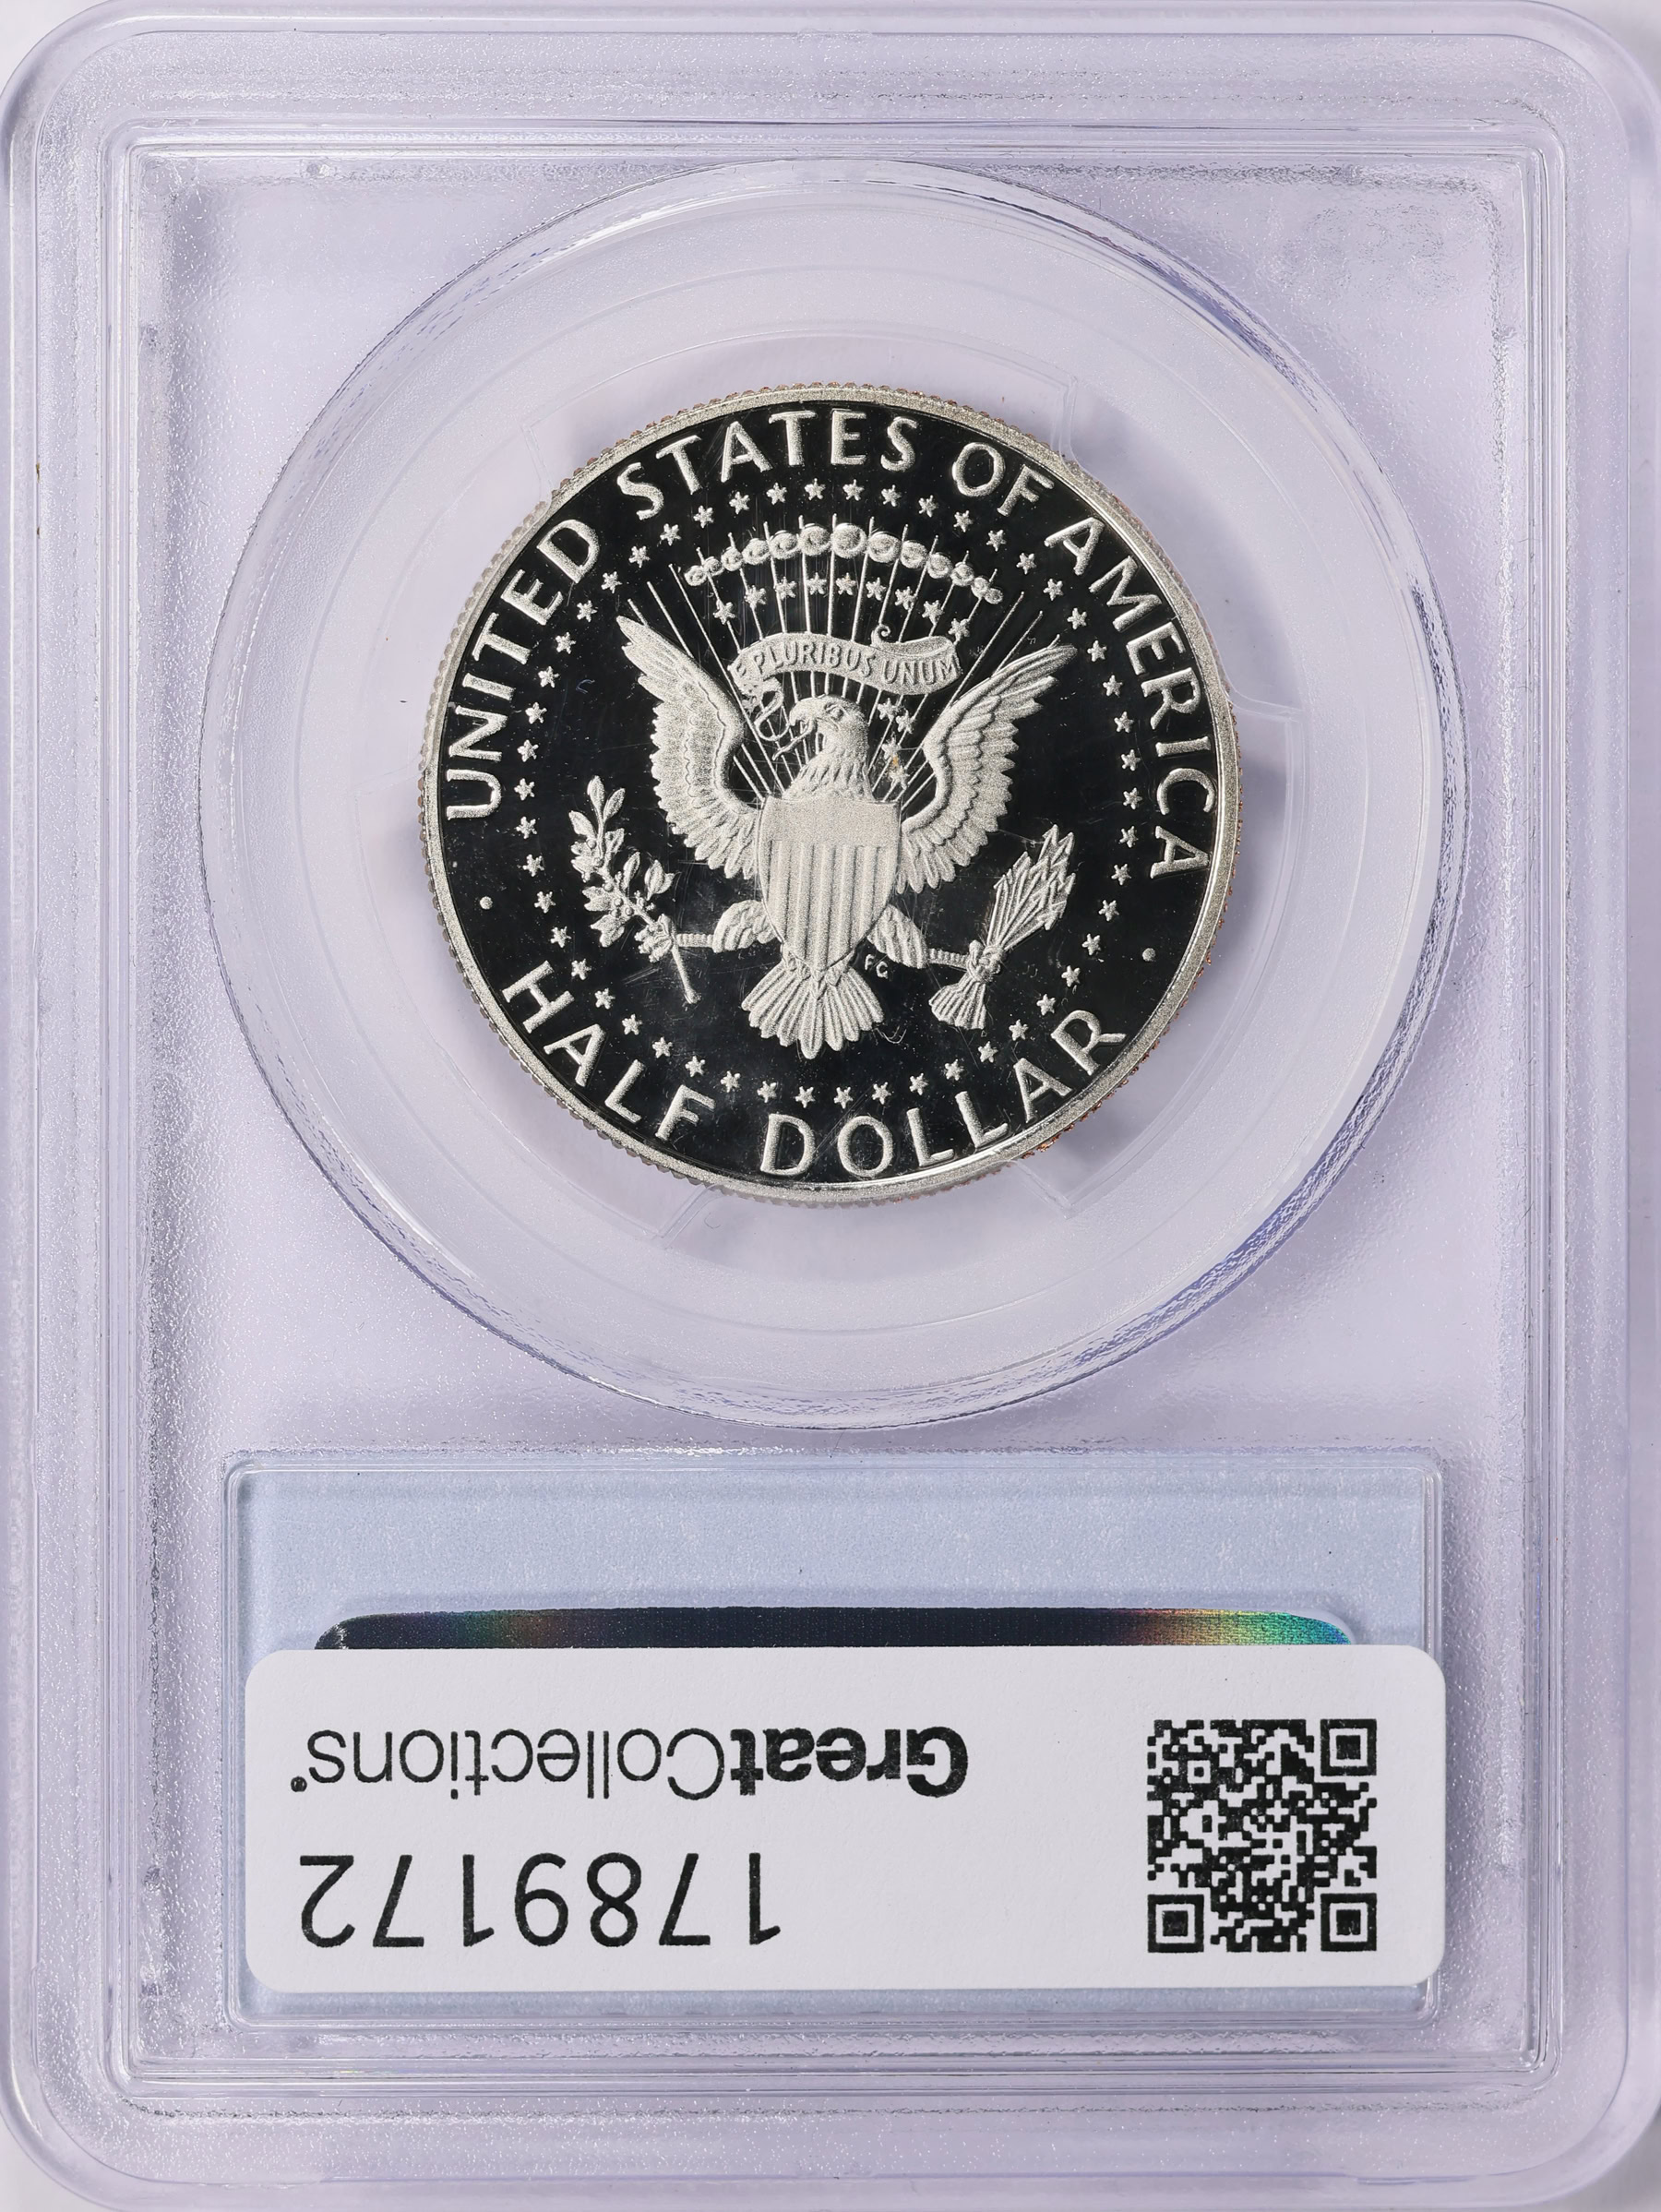 UNITED STATES OF AMERICA
E PLURIBUS UNUM
FG
HALF DOLLAR
GreatCollections®
1789172